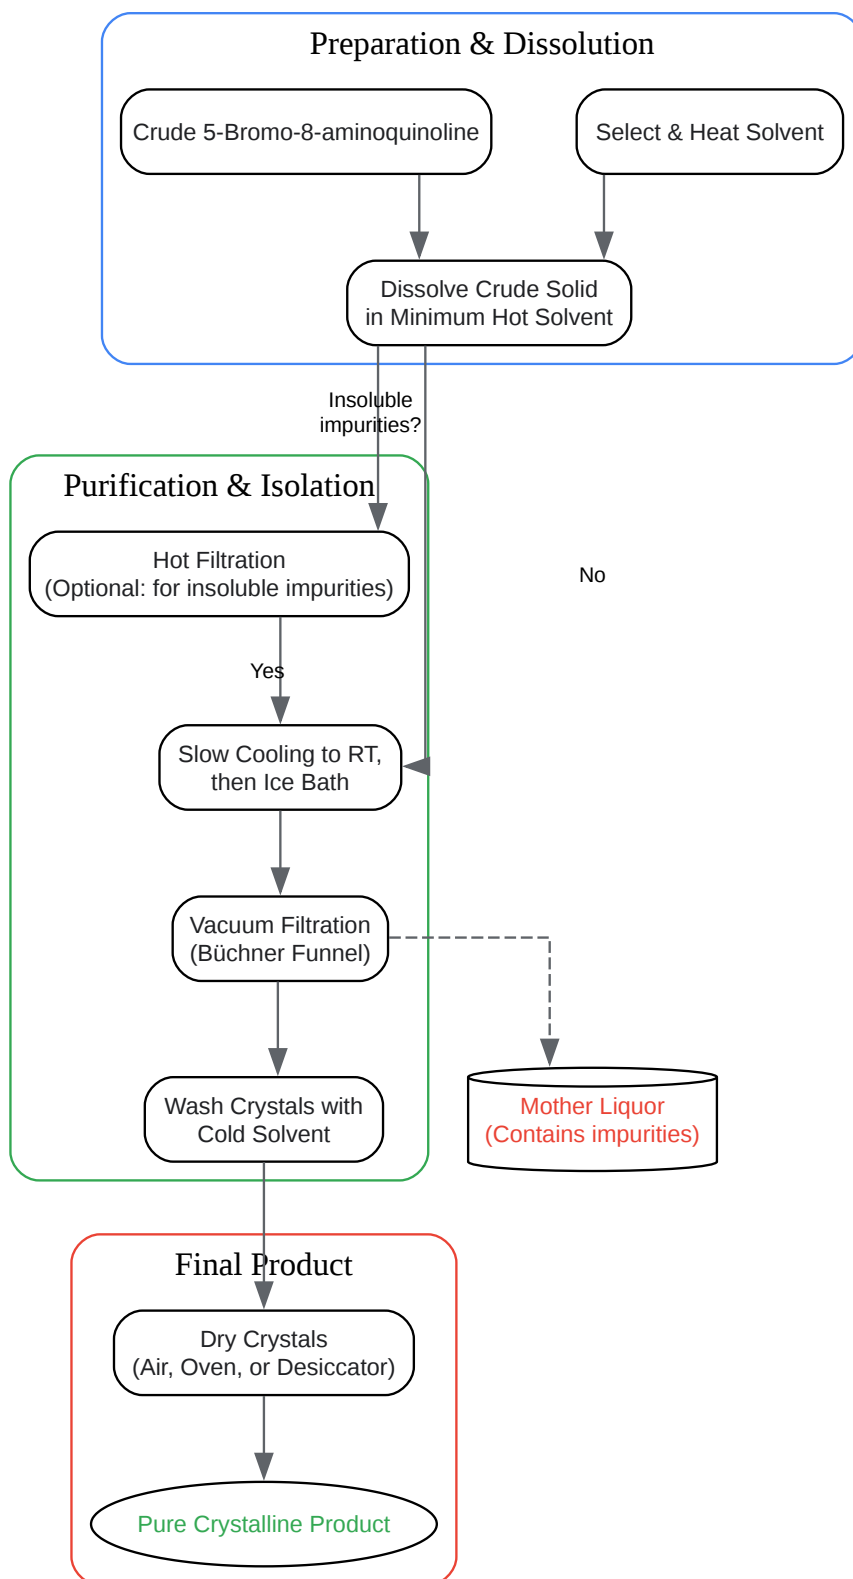 Preparation & Dissolution
Crude 5-Bromo-8-aminoquinoline
Select & Heat Solvent
Dissolve Crude Solid
in Minimum Hot Solvent
Insoluble
impurities?
Purification & Isolation
Hot Filtration
(Optional: for insoluble impurities)
No
Yes
Slow Cooling to RT,
then Ice Bath
Vacuum Filtration
(Büchner Funnel)
Wash Crystals with
Cold Solvent
Mother Liquor
(Contains impurities)
Final Product
Dry Crystals
(Air, Oven, or Desiccator)
Pure Crystalline Product